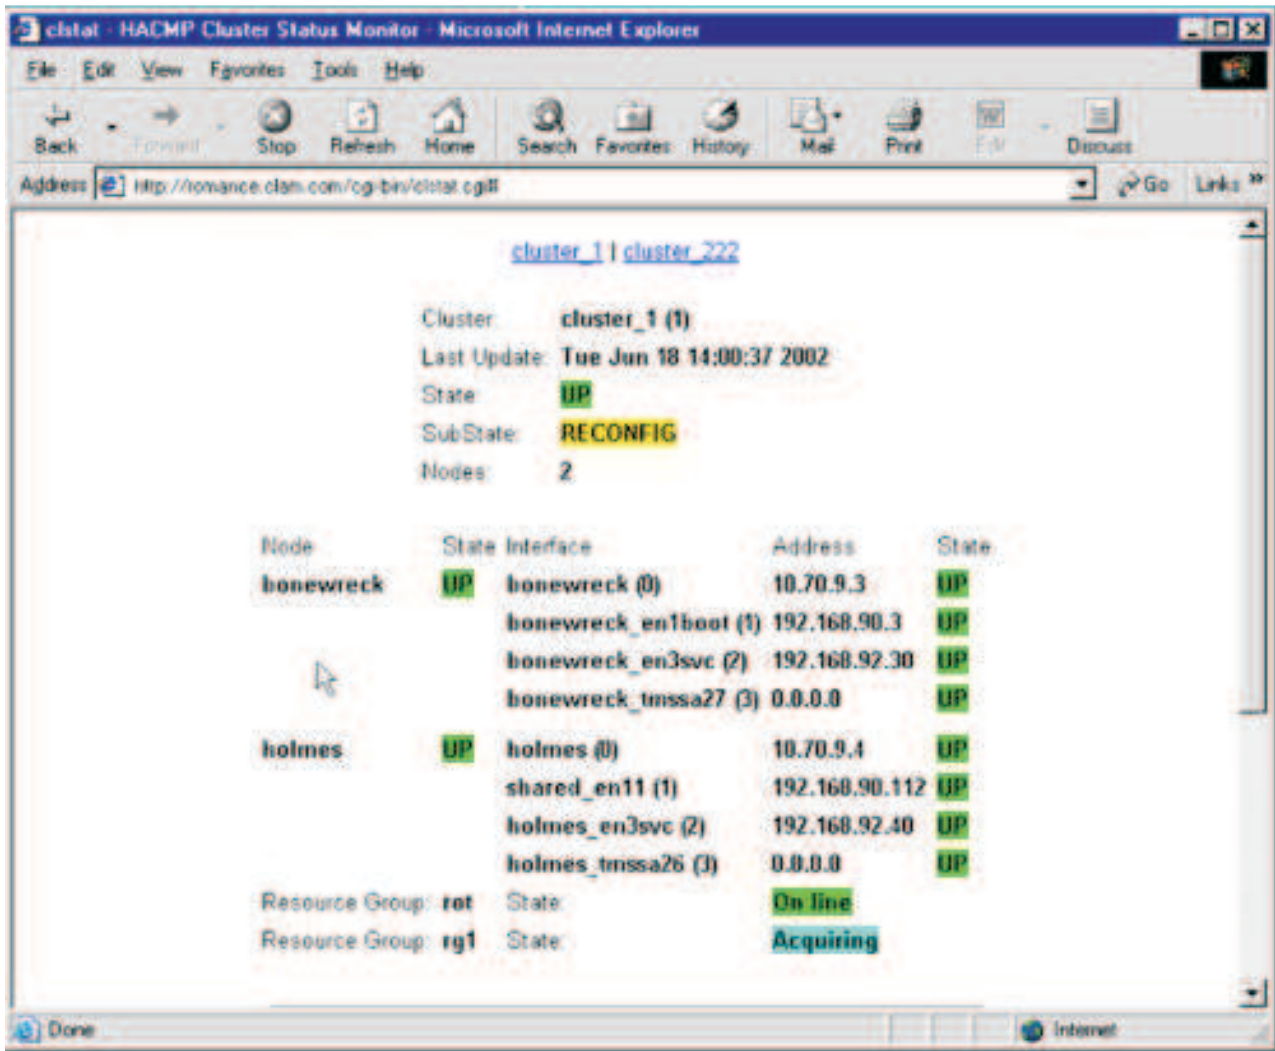 clstat - HACMP Cluster Status Monitor - Microsoft Internet Explorer
File Edit View Favorites Tools Help
Back Forward Stop Refresh Home Search Favorites History Mail Print Edit Discuss
Address http://romance.clam.com/cgi-bin/clstat.cgi Go Links »
cluster_1 | cluster_222
Cluster: cluster_1 (1)
Last Update: Tue Jun 18 14:00:37 2002
State: UP
SubState: RECONFIG
Nodes: 2
Node State Interface Address State
bonewreck UP bonewreck (0) 10.70.9.3 UP
bonewreck_en1boot (1) 192.168.90.3 UP
bonewreck_en3svc (2) 192.168.92.30 UP
bonewreck_tmssa27 (3) 0.0.0.0 UP
holmes UP holmes (0) 10.70.9.4 UP
shared_en11 (1) 192.168.90.112 UP
holmes_en3svc (2) 192.168.92.40 UP
holmes_tmssa26 (3) 0.0.0.0 UP
Resource Group: rot State: On line
Resource Group: rg1 State: Acquiring
Done Internet